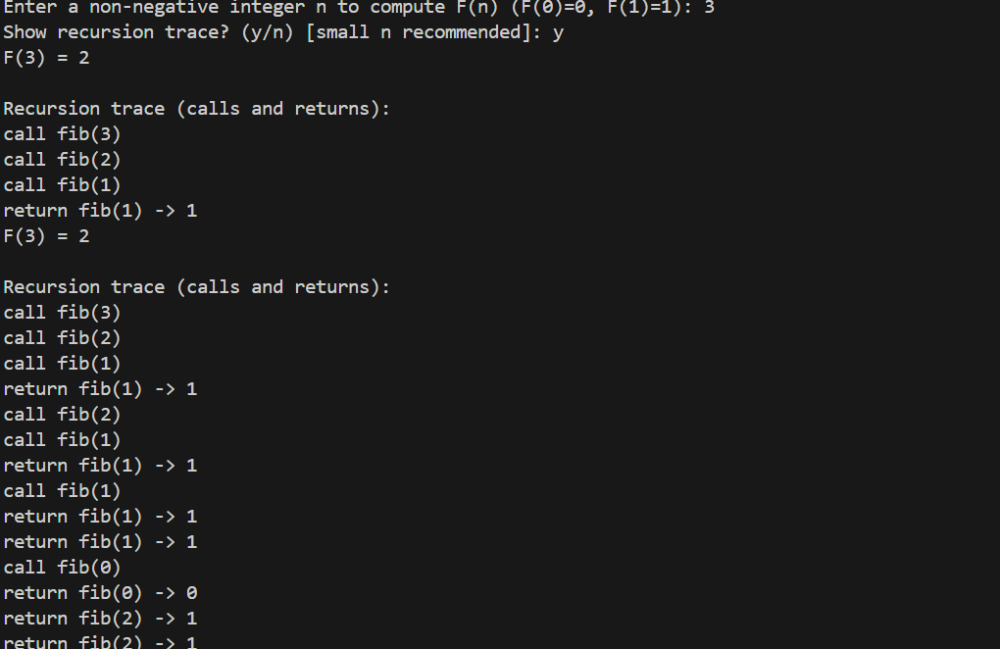 Enter a non-negative integer n to compute F(n) (F(0)=0, F(1)=1): 3
Show recursion trace? (y/n) [small n recommended]: y
F(3) = 2
Recursion trace (calls and returns):
call fib(3)
call fib(2)
call fib(1)
return fib(1) -> 1
F(3) = 2
Recursion trace (calls and returns):
call fib(3)
call fib(2)
call fib(1)
return fib(1) -> 1
call fib(2)
call fib(1)
return fib(1) -> 1
call fib(1)
return fib(1) -> 1
return fib(1) -> 1
call fib(0)
return fib(0) -> 0
return fib(2) -> 1
return fib(2) -> 1